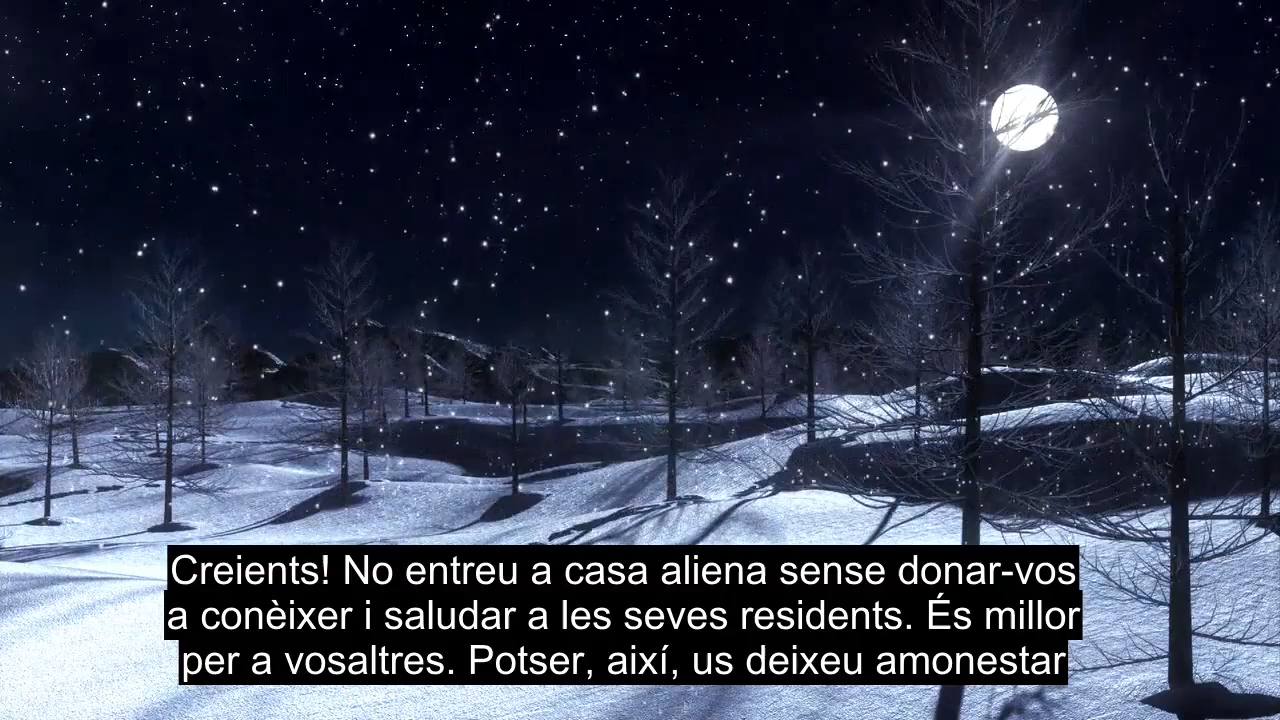 Creients! No entreu a casa aliena sense donar-vos
a conèixer i saludar a les seves residents. És millor
per a vosaltres. Potser, així, us deixeu amonestar